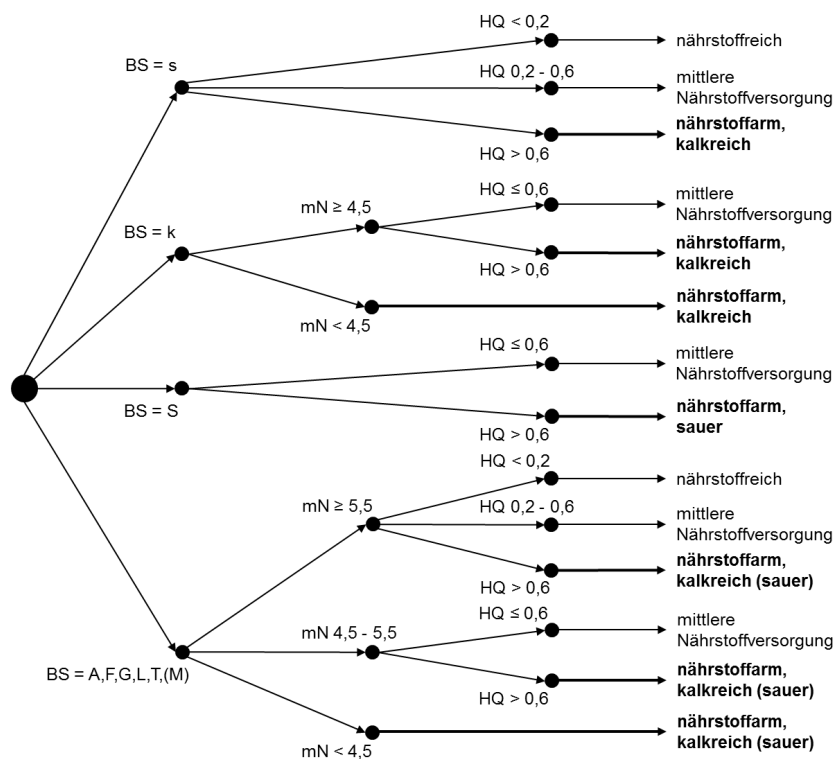 HQ < 0,2
nährstoffreich
BS = s
HQ 0,2 - 0,6
mittlere
Nährstoffversorgung
nährstoffarm,
kalkreich
HQ > 0,6
HQ ≤ 0,6
mittlere
Nährstoffversorgung
mN ≥ 4,5
BS = k
nährstoffarm,
kalkreich
HQ > 0,6
nährstoffarm,
kalkreich
mN < 4,5
HQ ≤ 0,6
mittlere
Nährstoffversorgung
BS = S
nährstoffarm,
sauer
HQ > 0,6
HQ < 0,2
nährstoffreich
mN ≥ 5,5
HQ 0,2 - 0,6
mittlere
Nährstoffversorgung
nährstoffarm,
kalkreich (sauer)
HQ > 0,6
HQ ≤ 0,6
mittlere
Nährstoffversorgung
mN 4,5 - 5,5
BS = A,F,G,L,T,(M)
nährstoffarm,
kalkreich (sauer)
HQ > 0,6
nährstoffarm,
kalkreich (sauer)
mN < 4,5